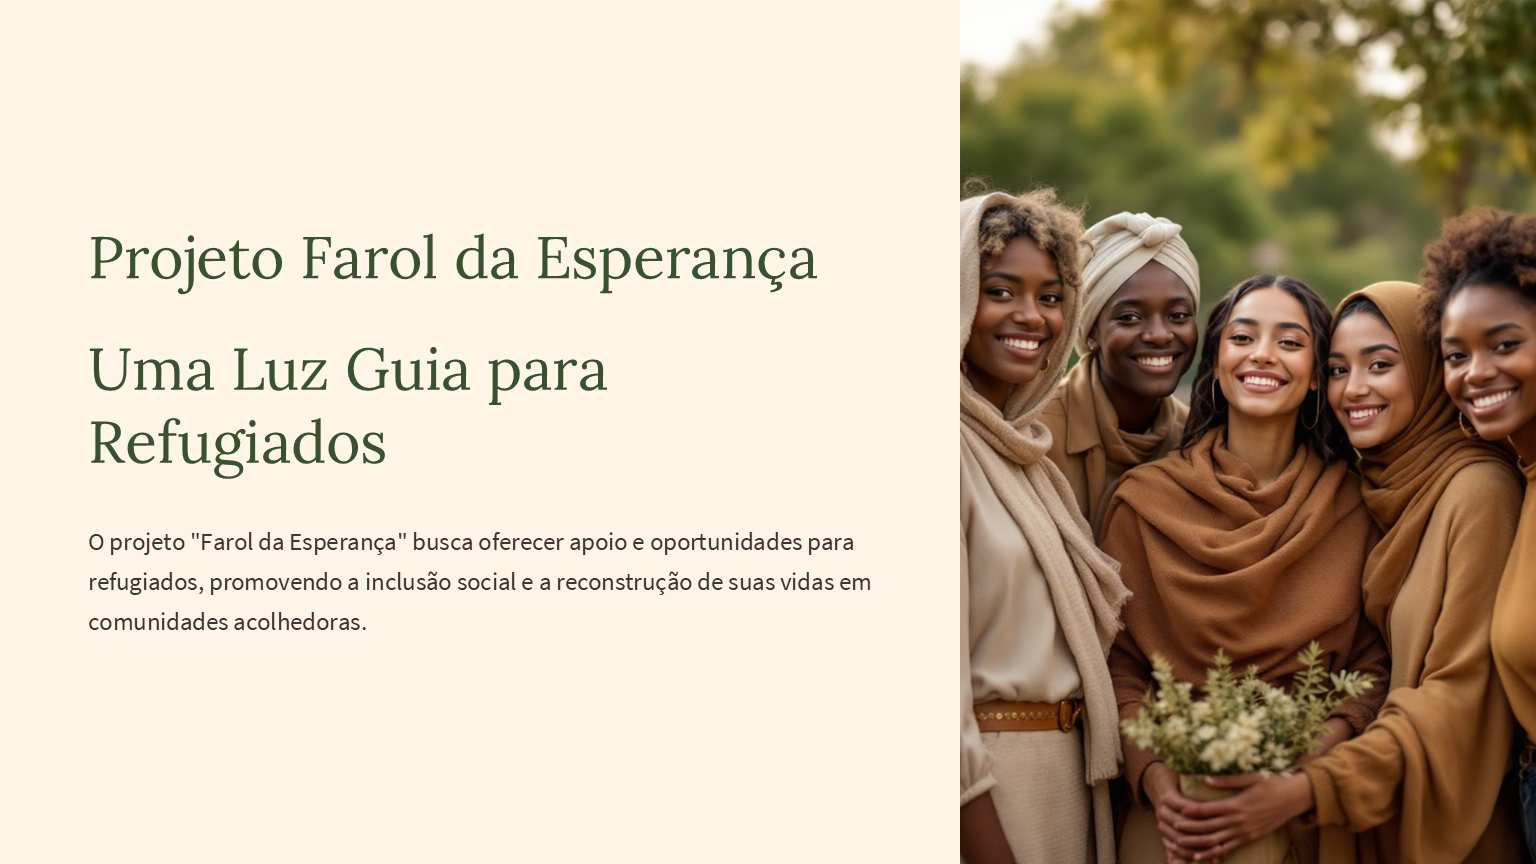 Projeto Farol da Esperança
Uma Luz Guia para
Refugiados
O projeto "Farol da Esperança" busca oferecer apoio e oportunidades para
refugiados, promovendo a inclusão social e a reconstrução de suas vidas em
comunidades acolhedoras.